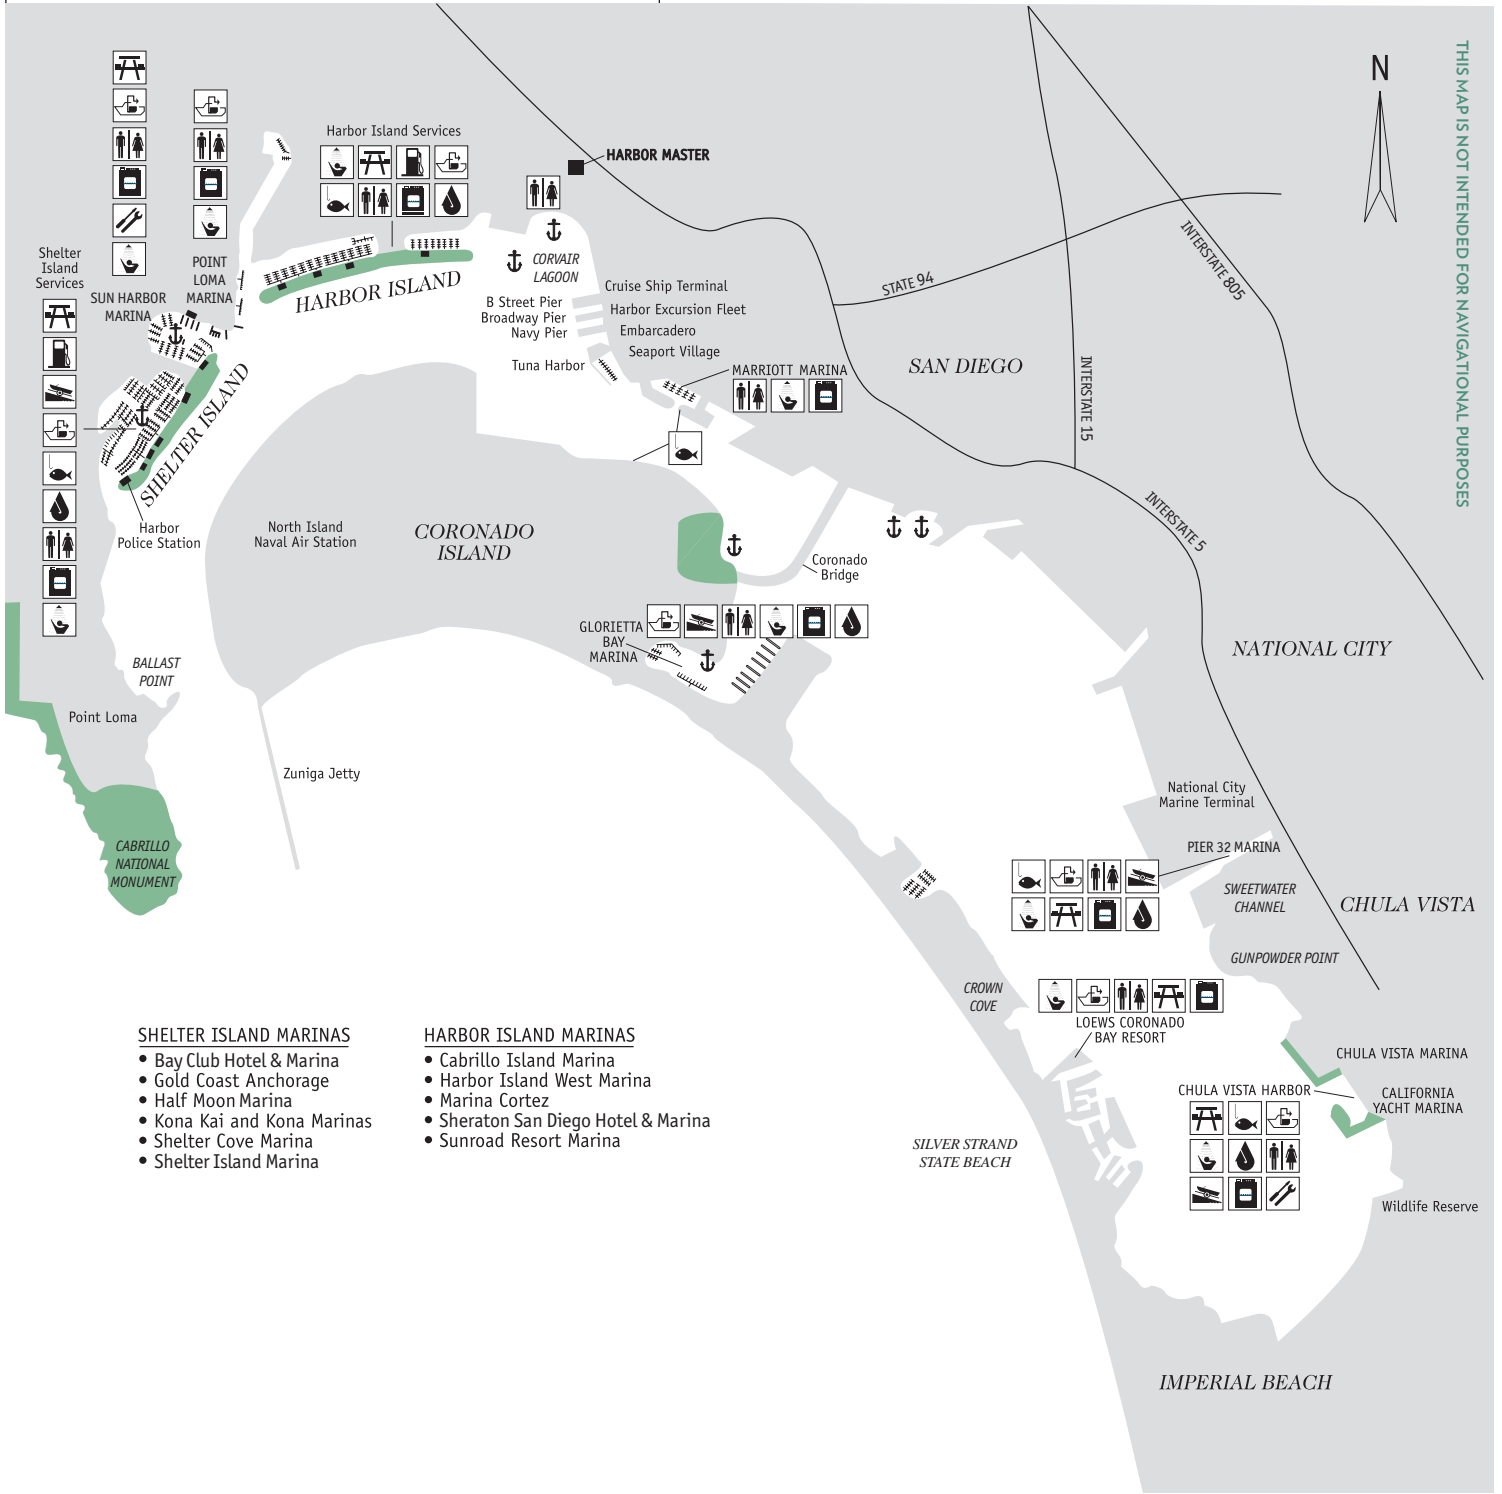 THIS MAP IS NOT INTENDED FOR NAVIGATIONAL PURPOSES
N
Harbor Island Services
HARBOR MASTER
Shelter
Island
Services
SUN HARBOR
MARINA
POINT
LOMA
MARINA
HARBOR ISLAND
CORVAIR
LAGOON
Cruise Ship Terminal
B Street Pier
Broadway Pier
Navy Pier
Harbor Excursion Fleet
Embarcadero
Seaport Village
Tuna Harbor
MARRIOTT MARINA
STATE 94
INTERSTATE 805
INTERSTATE 15
SAN DIEGO
INTERSTATE 5
SHELTER ISLAND
Harbor
Police Station
North Island
Naval Air Station
CORONADO
ISLAND
Coronado
Bridge
GLORIETTA
BAY
MARINA
NATIONAL CITY
BALLAST
POINT
Point Loma
Zuniga Jetty
National City
Marine Terminal
CABRILLO
NATIONAL
MONUMENT
PIER 32 MARINA
SWEETWATER
CHANNEL
CHULA VISTA
GUNPOWDER POINT
CROWN
COVE
LOEWS CORONADO
BAY RESORT
CHULA VISTA MARINA
CHULA VISTA HARBOR
CALIFORNIA
YACHT MARINA
SILVER STRAND
STATE BEACH
Wildlife Reserve
IMPERIAL BEACH
SHELTER ISLAND MARINAS
• Bay Club Hotel & Marina
• Gold Coast Anchorage
• Half Moon Marina
• Kona Kai and Kona Marinas
• Shelter Cove Marina
• Shelter Island Marina
HARBOR ISLAND MARINAS
• Cabrillo Island Marina
• Harbor Island West Marina
• Marina Cortez
• Sheraton San Diego Hotel & Marina
• Sunroad Resort Marina